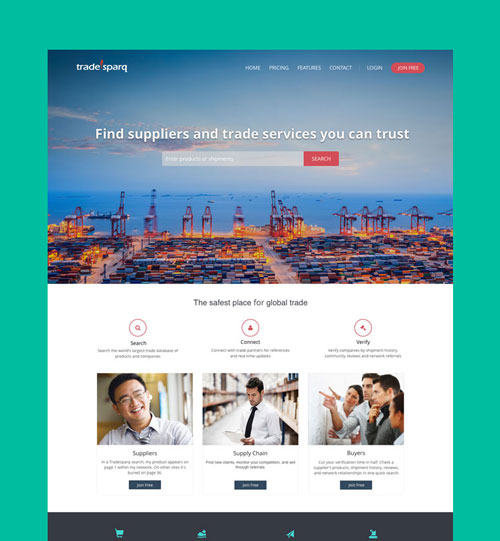 trade sparq
HOME PRICING FEATURES CONTACT | LOGIN JOIN FREE
Find suppliers and trade services you can trust
Enter products or shipments SEARCH
The safest place for global trade
Search
Search the world's largest trade database of
products and companies
Connect
Connect with trade partners for references
and real-time updates
Verify
Verify companies by shipment history,
community reviews and network referrals
Suppliers
In a Tradesparq search, my product appears on
page 1 within my network. On other sites it's
buried on page 96.
Join Free
Supply Chain
Find new clients, monitor your competition, and sell
through referrals.
Join Free
Buyers
Cut your verification time in half. Check a
supplier's products, shipment history, reviews,
and network relationships in one quick search.
Join Free